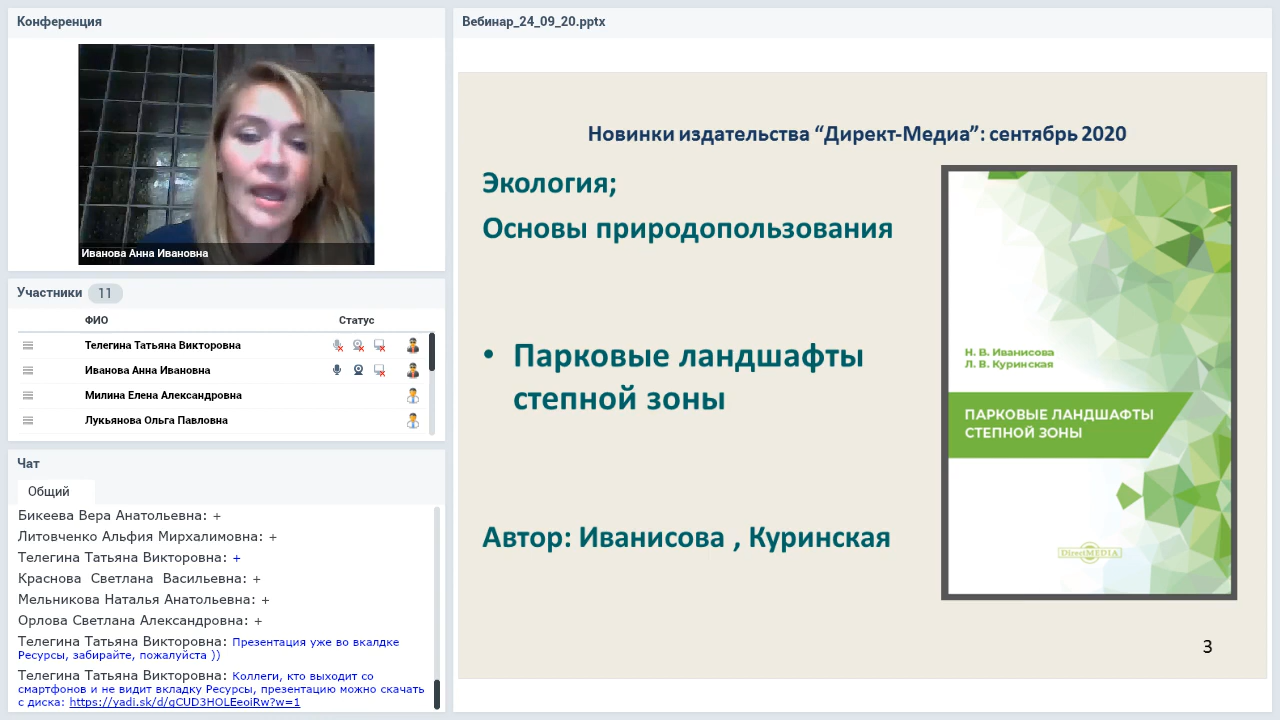 Конференция
Иванова Анна Ивановна
Участники 11
ФИО Статус
Телегина Татьяна Викторовна
Иванова Анна Ивановна
Милина Елена Александровна
Лукьянова Ольга Павловна
Чат
Общий
Бикеева Вера Анатольевна: +
Литовченко Альфия Мирхалимовна: +
Телегина Татьяна Викторовна: +
Краснова Светлана Васильевна: +
Мельникова Наталья Анатольевна: +
Орлова Светлана Александровна: +
Телегина Татьяна Викторовна: Презентация уже во вкалдке
Ресурсы, забирайте, пожалуйста ))
Телегина Татьяна Викторовна: Коллеги, кто выходит со
смартфонов и не видит вкладку Ресурсы, презентацию можно скачать
с диска: https://yadi.sk/d/gCUD3HOLEeoiRw?w=1
Вебинар_24_09_20.pptx
Новинки издательства “Директ-Медиа”: сентябрь 2020
Экология;
Основы природопользования
• Парковые ландшафты
степной зоны
Автор: Иванисова , Куринская
Н. В. Иванисова
Л. В. Куринская
ПАРКОВЫЕ ЛАНДШАФТЫ
СТЕПНОЙ ЗОНЫ
DirectMEDIA
3